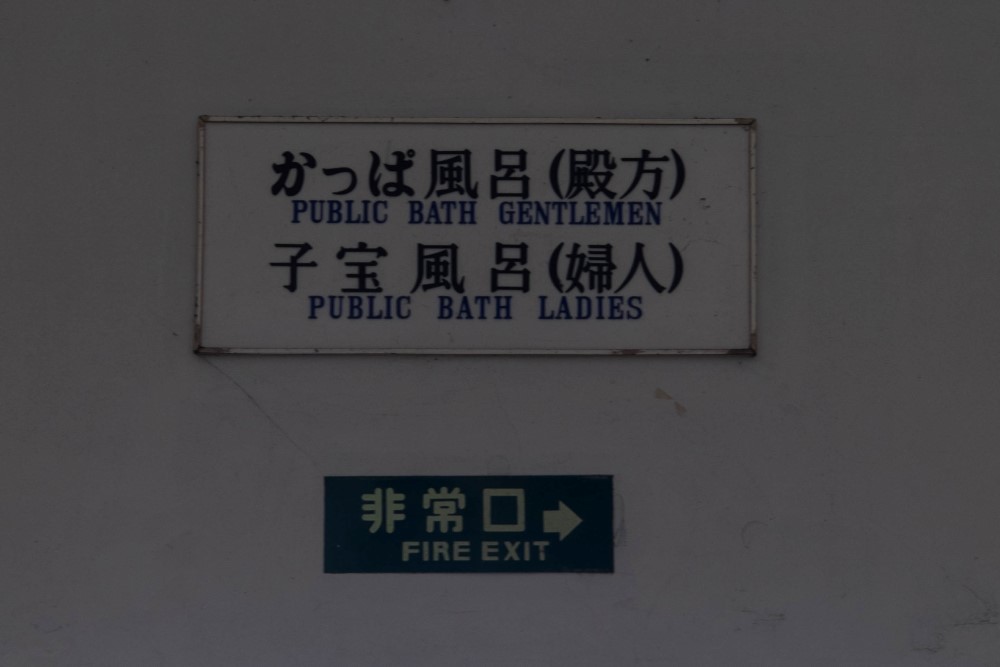 かっぱ風呂(殿方)
PUBLIC BATH GENTLEMEN
子宝風呂(婦人)
PUBLIC BATH LADIES
非常口
FIRE EXIT